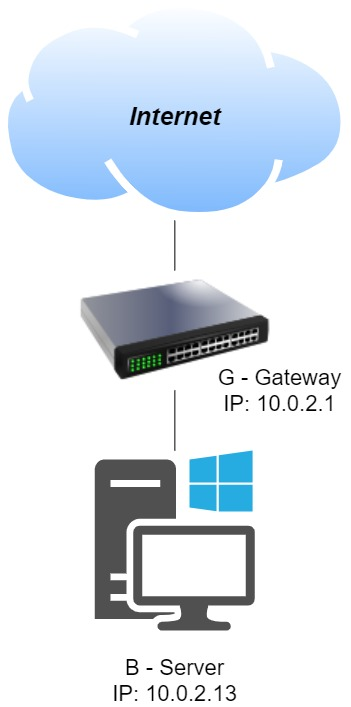 Internet
G - Gateway
IP: 10.0.2.1
B - Server
IP: 10.0.2.13